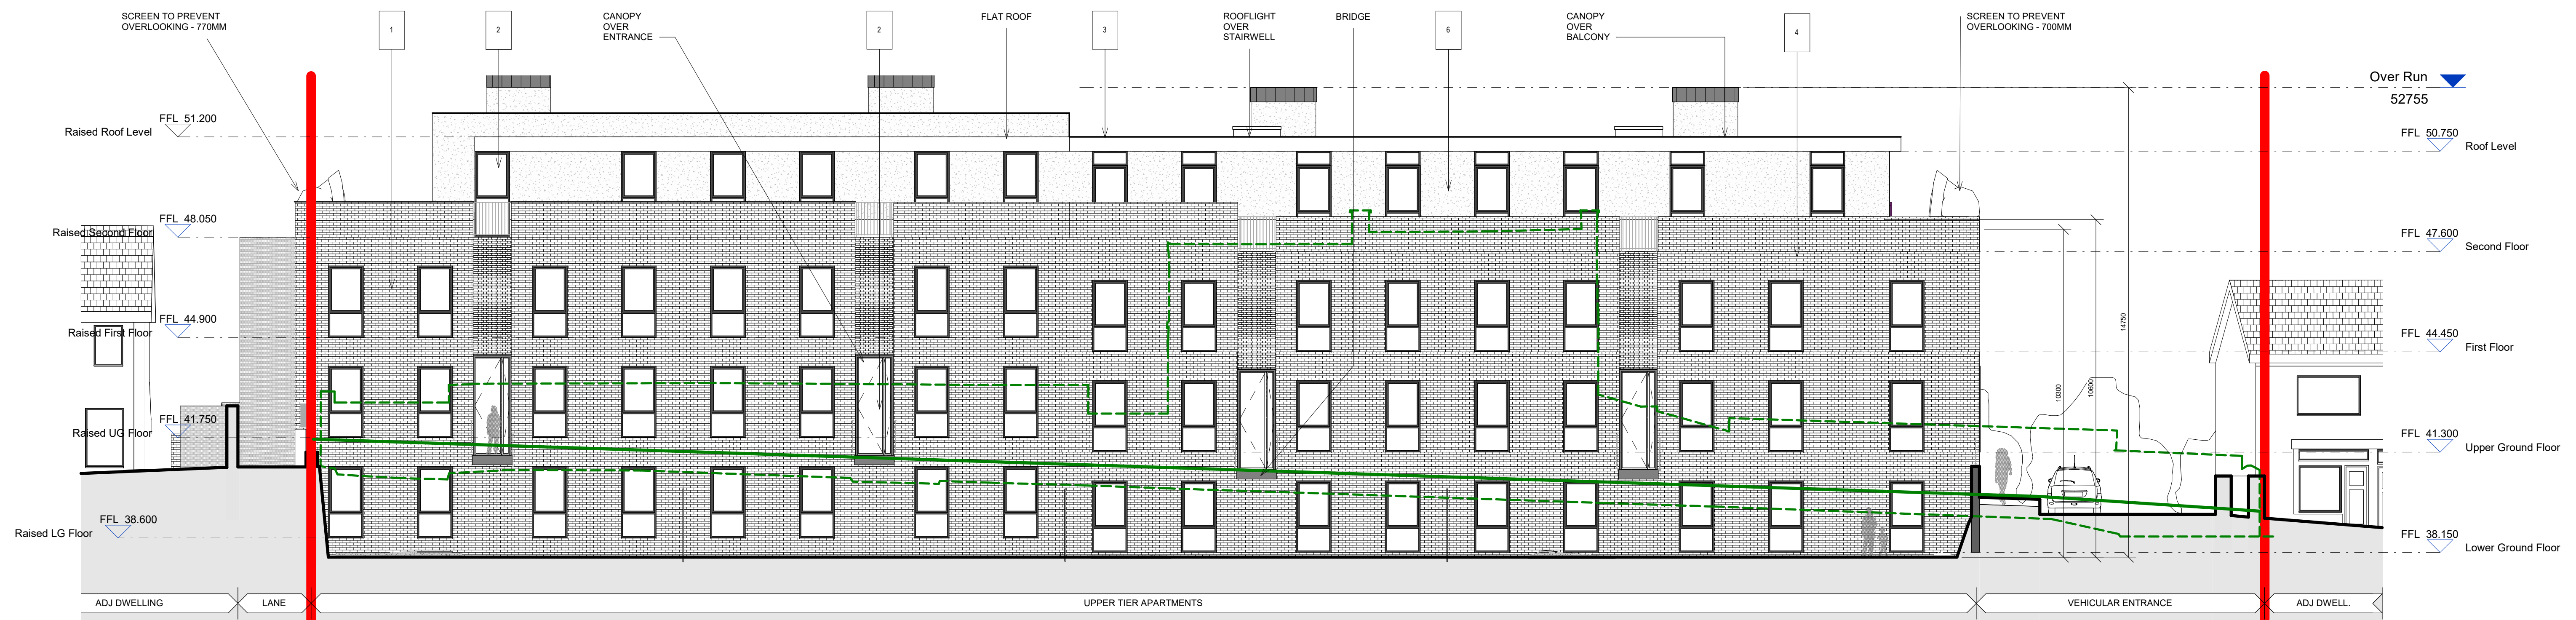 SCREEN TO PREVENT
OVERLOOKING - 770MM
1
2
CANOPY
OVER
ENTRANCE
2
FLAT ROOF
3
ROOFLIGHT
OVER
STAIRWELL
BRIDGE
6
CANOPY
OVER
BALCONY
4
SCREEN TO PREVENT
OVERLOOKING - 700MM
Over Run
52755
FFL 51.200
Raised Roof Level
FFL 50.750
Roof Level
FFL 48.050
Raised Second Floor
FFL 47.600
Second Floor
FFL 44.900
Raised First Floor
14750
FFL 44.450
First Floor
10300
10600
FFL 41.750
Raised UG Floor
FFL 41.300
Upper Ground Floor
FFL 38.600
Raised LG Floor
FFL 38.150
Lower Ground Floor
ADJ DWELLING
LANE
UPPER TIER APARTMENTS
VEHICULAR ENTRANCE
ADJ DWELL.